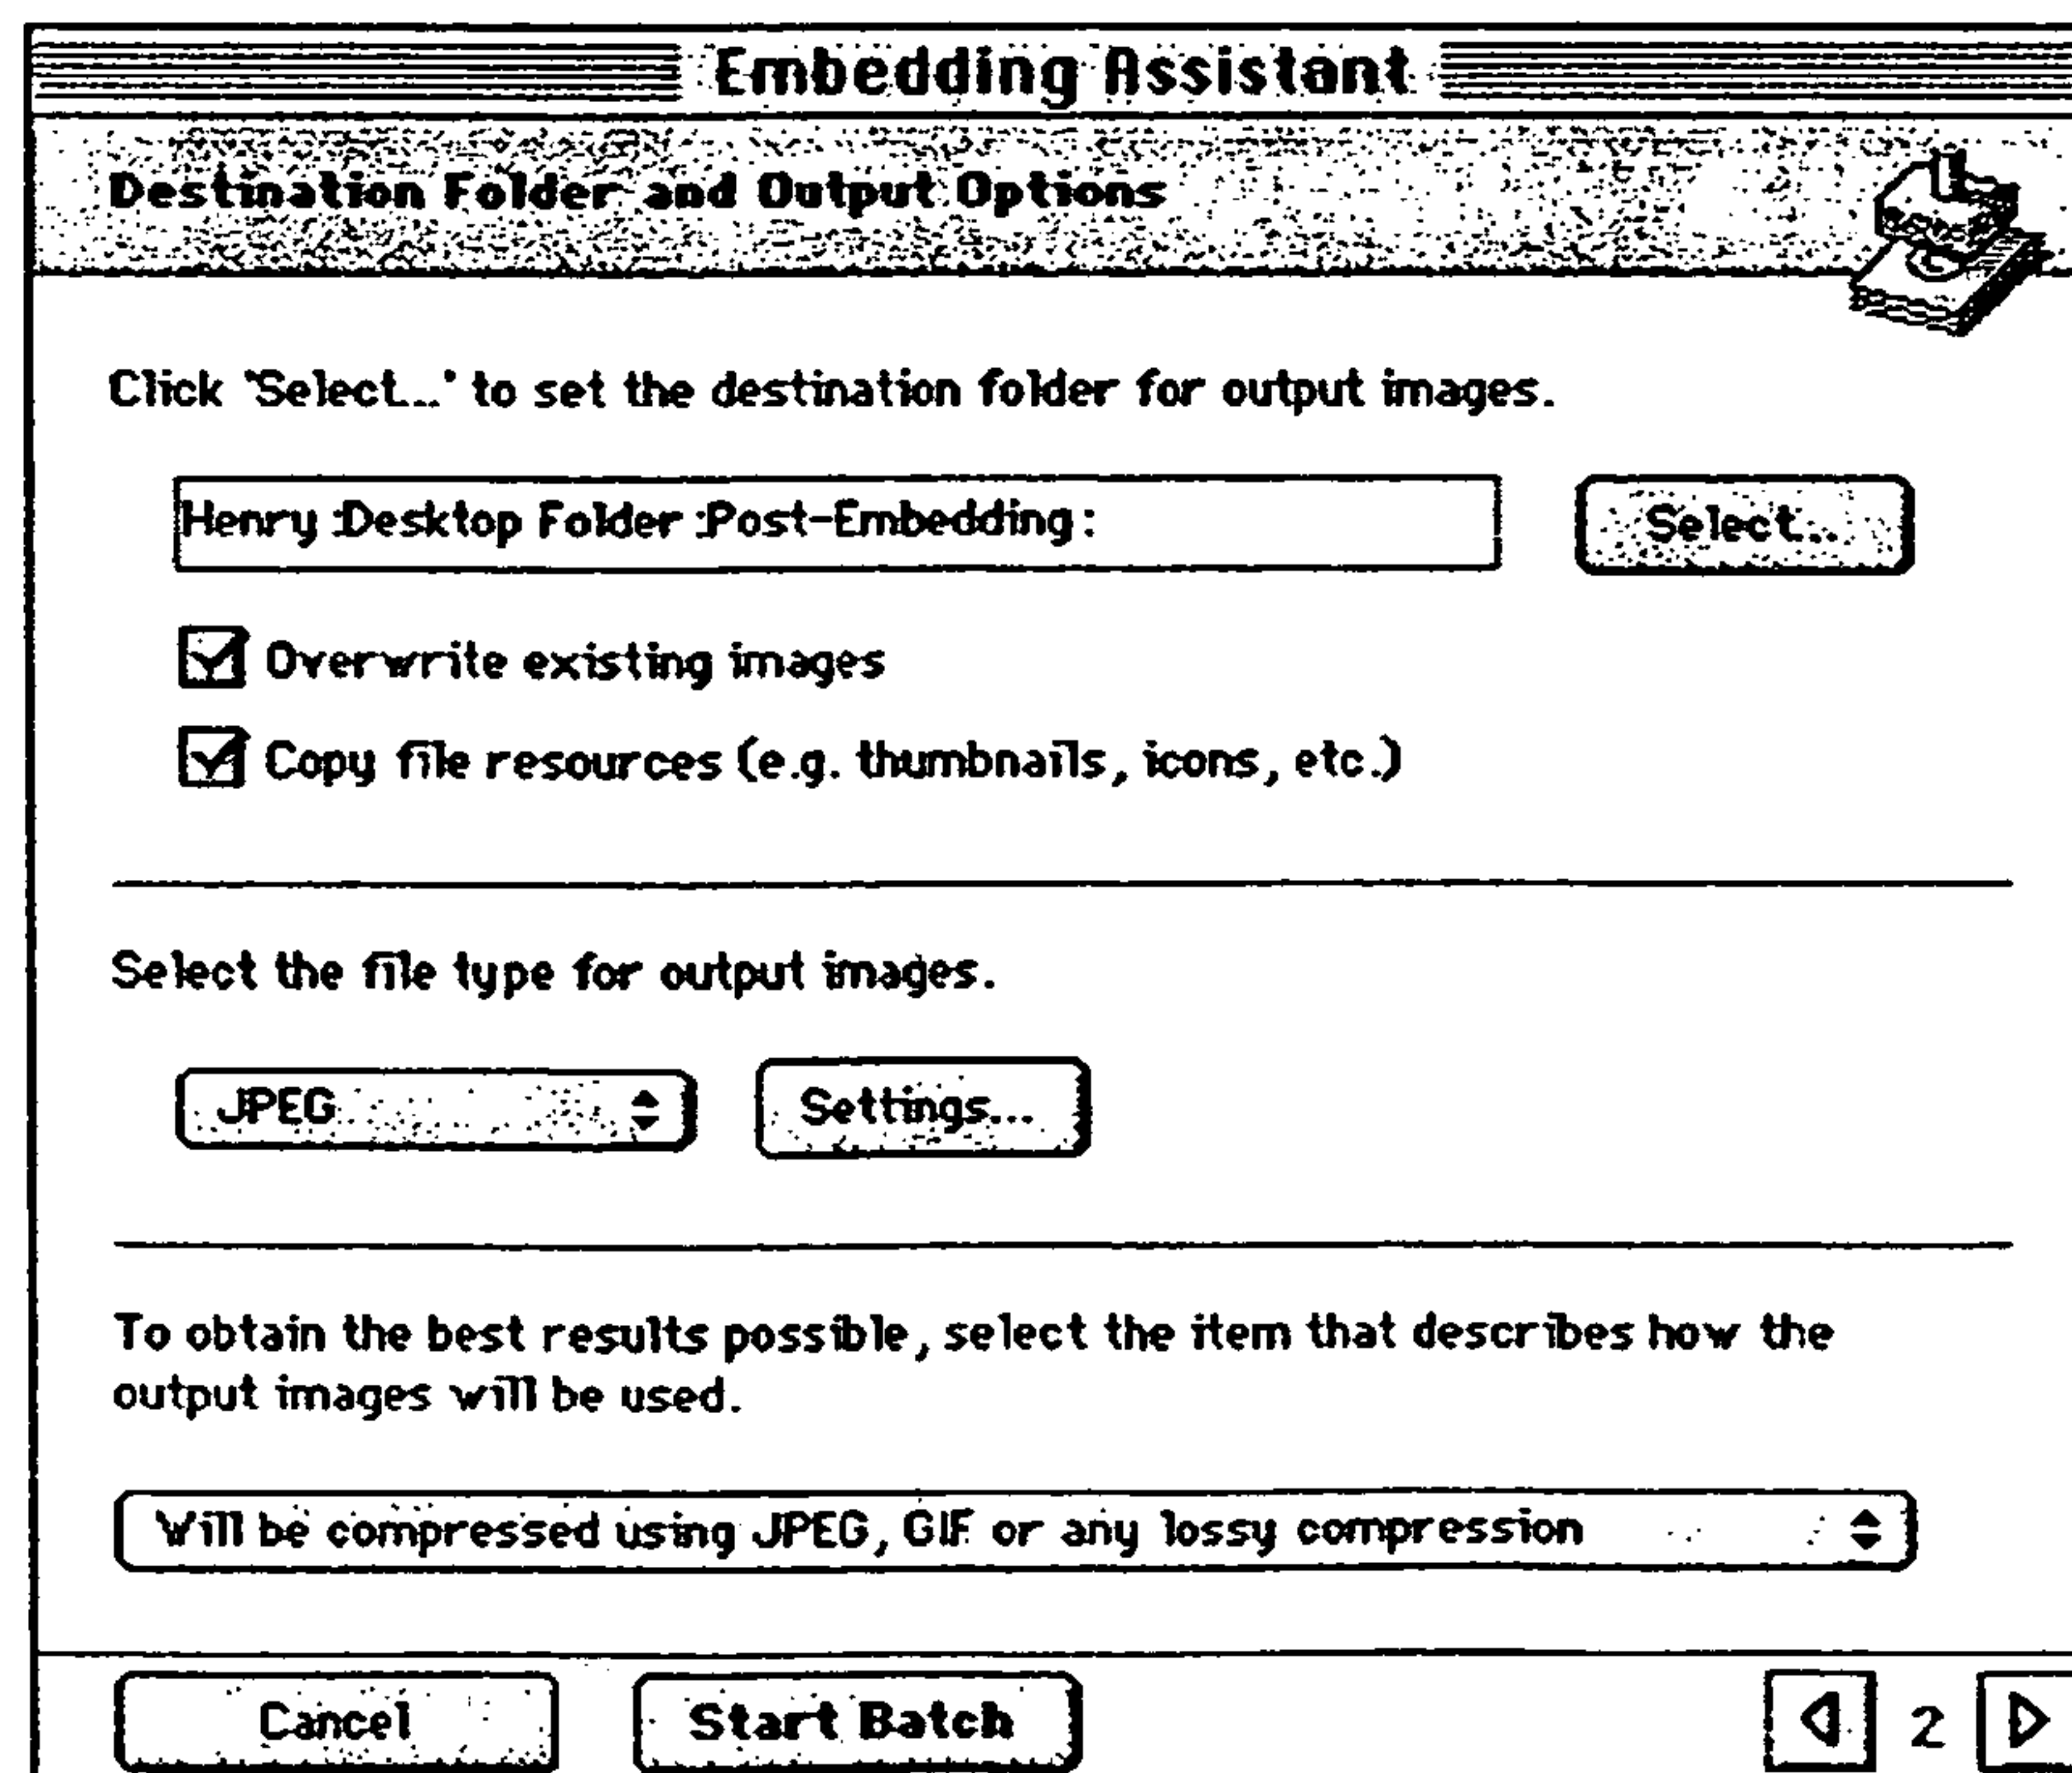 Embedding Assistant
Destination Folder and Output Options
Click 'Select...' to set the destination folder for output images.
Henry:Desktop Folder:Post-Embedding:
Select...
Overwrite existing images
Copy file resources (e.g. thumbnails, icons, etc.)
Select the file type for output images.
JPEG
Settings...
To obtain the best results possible, select the item that describes how the
output images will be used.
Will be compressed using JPEG, GIF or any lossy compression
Cancel
Start Batch
2